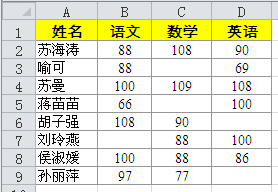 A B C D
1 姓名 语文 数学 英语
2 苏海涛 88 108 90
3 喻可 88 69
4 苏曼 100 109 108
5 蒋苗苗 66 100
6 胡子强 108 90
7 刘玲燕 88 100
8 侯淑媛 100 88 86
9 孙丽萍 97 77